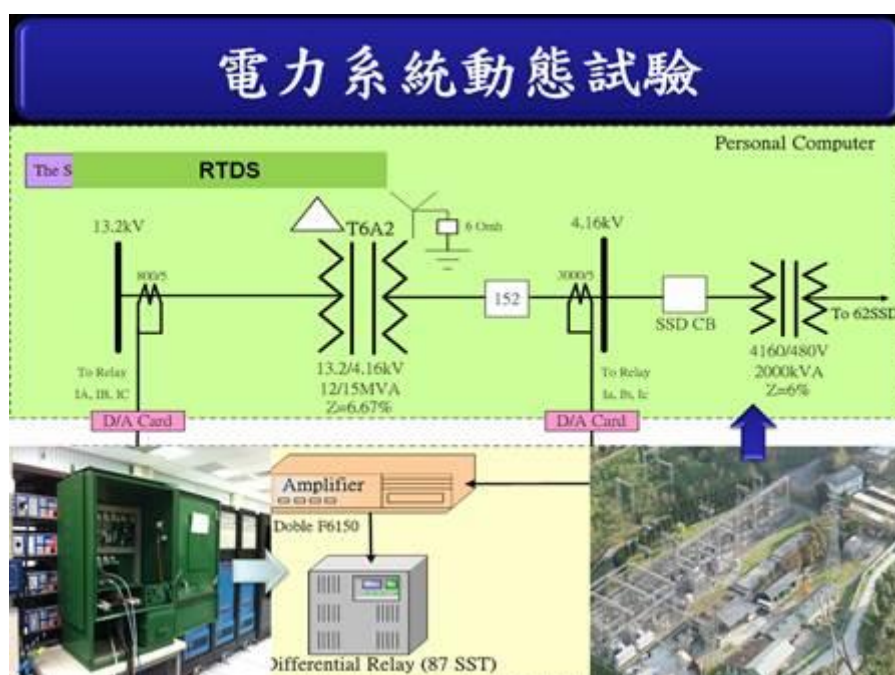 電力系統動態試驗
Personal Computer
The S
RTDS
13.2kV
T6A2
6 Omh
4.16kV
800/5
3000/5
152
SSD CB
To 62SSD
13.2/4.16kV
12/15MVA
Z=6.67%
4160/480V
2000kVA
Z=6%
To Relay
IA, IB, IC
To Relay
Ia, Ib, Ic
D/A Card
D/A Card
Amplifier
Doble F6150
Differential Relay (87 SST)